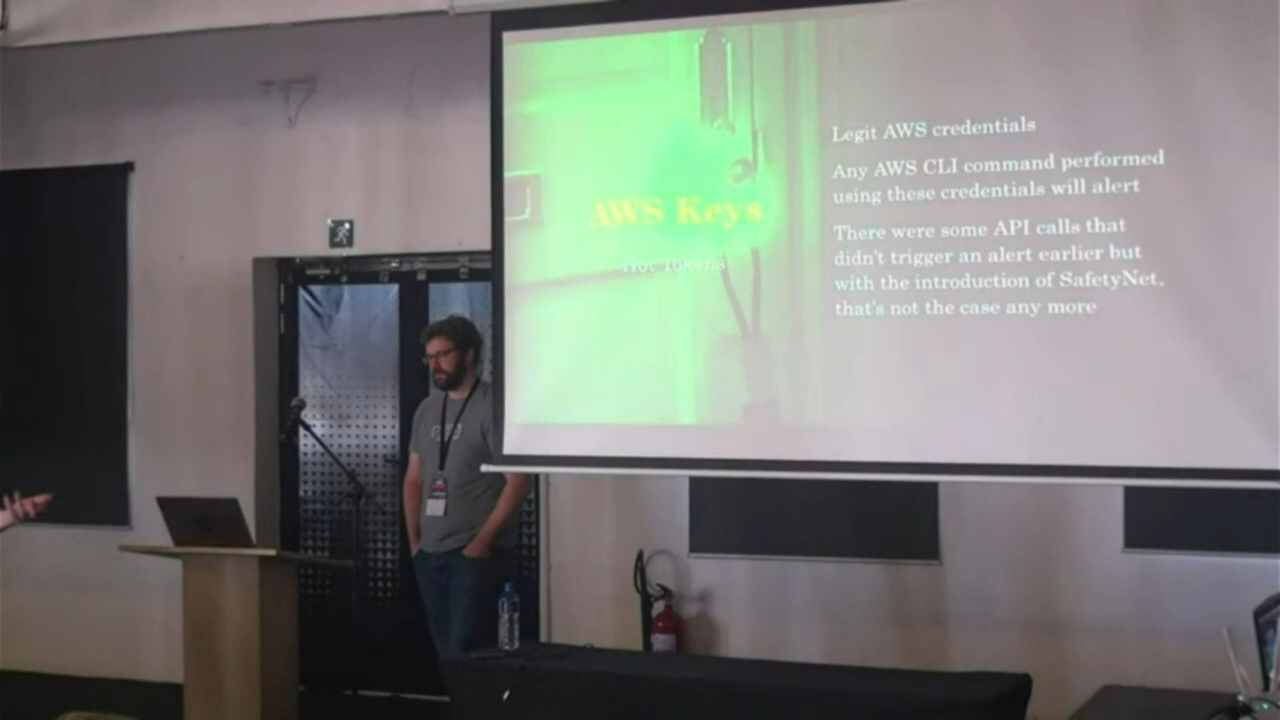 AWS Keys
Hot Tokens
Legit AWS credentials
Any AWS CLI command performed
using these credentials will alert
There were some API calls that
didn't trigger an alert earlier but
with the introduction of SafetyNet,
that's not the case any more